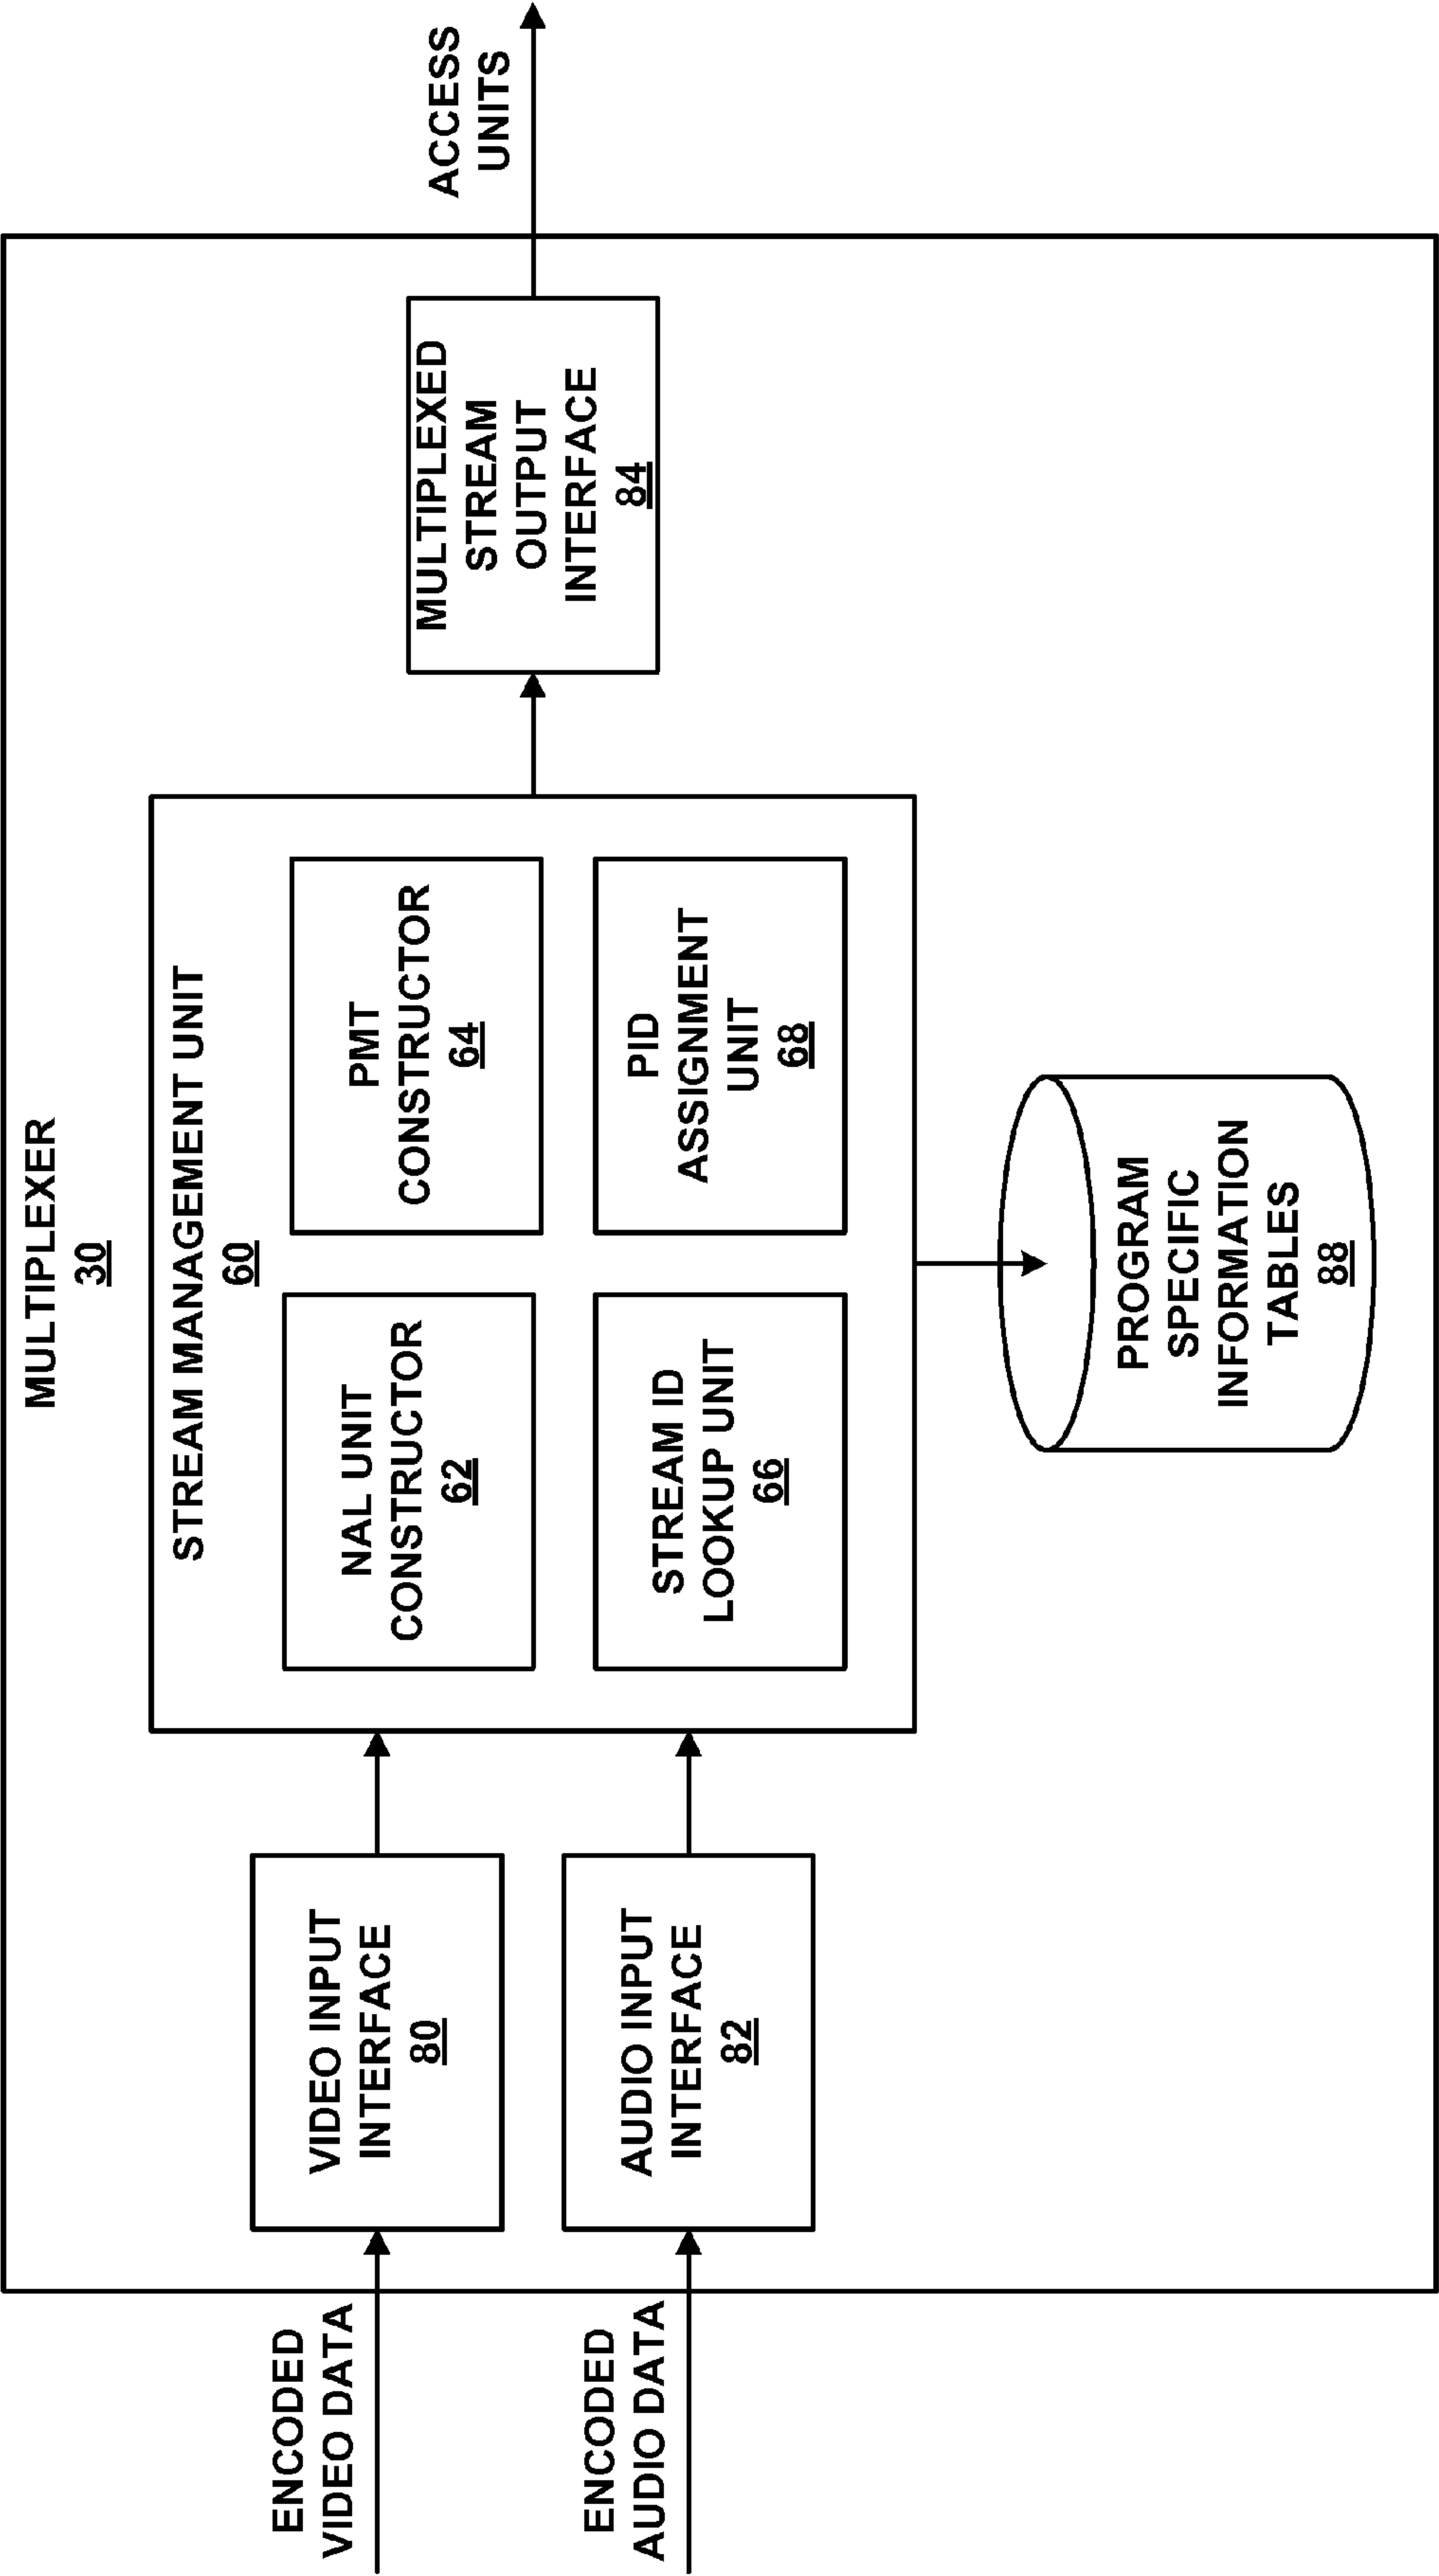 MULTIPLEXER
30
STREAM MANAGEMENT UNIT
60
ENCODED
VIDEO DATA
VIDEO INPUT
INTERFACE
80
NAL UNIT
CONSTRUCTOR
62
PMT
CONSTRUCTOR
64
MULTIPLEXED
STREAM
OUTPUT
INTERFACE
84
ACCESS
UNITS
ENCODED
AUDIO DATA
AUDIO INPUT
INTERFACE
82
STREAM ID
LOOKUP UNIT
66
PID
ASSIGNMENT
UNIT
68
PROGRAM
SPECIFIC
INFORMATION
TABLES
88